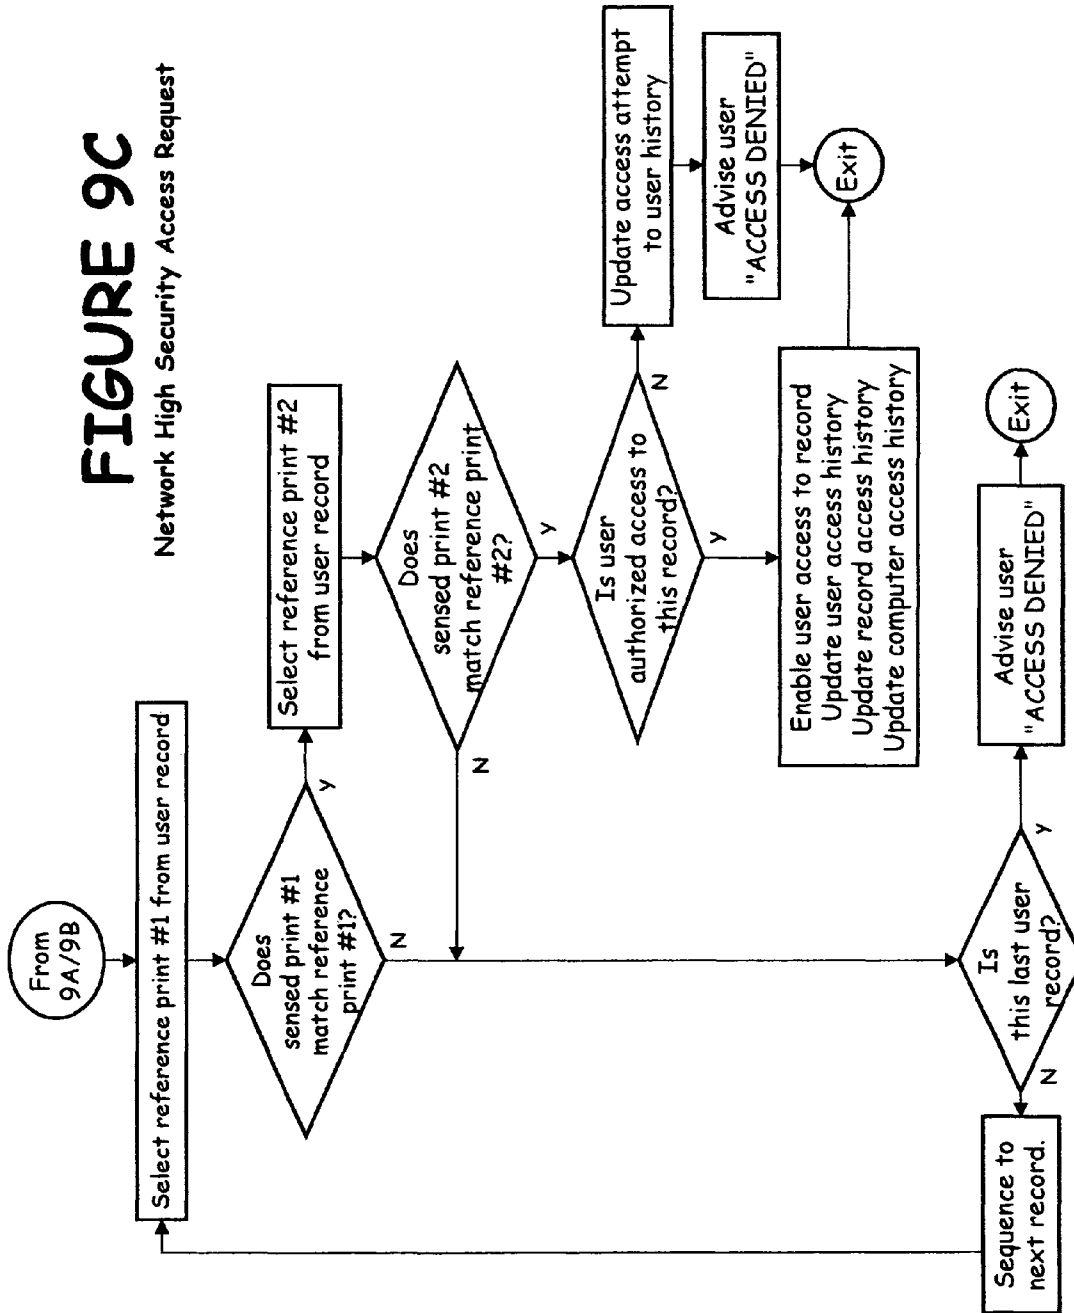 FIGURE 9C
Network High Security Access Request
From
9A/9B
Select reference print #1 from user record
Does
sensed print #1
match reference
print #1?
Y
N
Select reference print #2
from user record
Does
sensed print #2
match reference print
#2?
N
Y
Is user
authorized access to
this record?
N
Y
Update access attempt
to user history
Advise user
"ACCESS DENIED"
Exit
Enable user access to record
Update user access history
Update record access history
Update computer access history
Is
this last user
record?
N
Y
Sequence to
next record.
Advise user
"ACCESS DENIED"
Exit